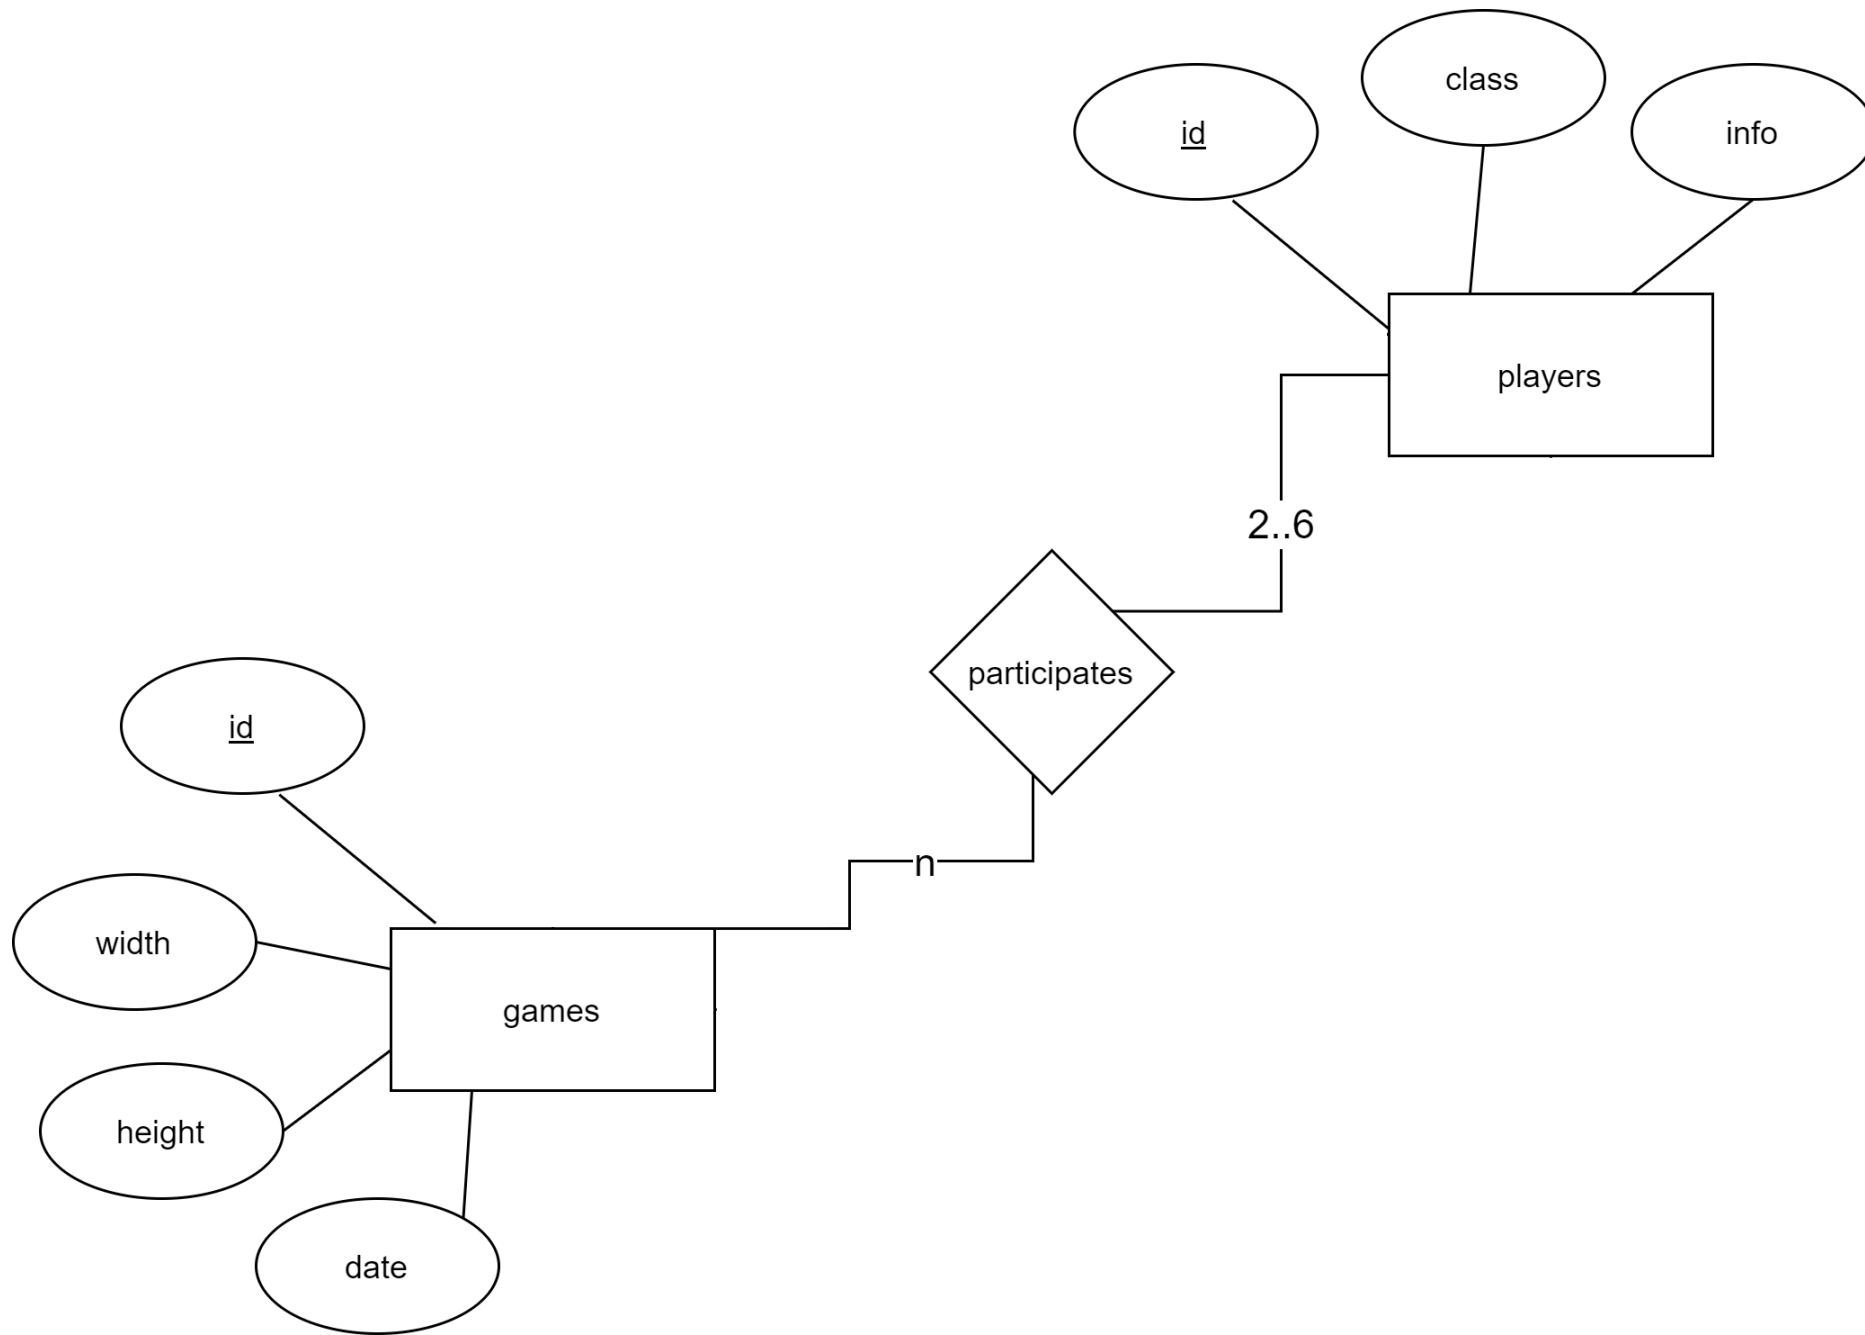 class
id
info
players
2..6
participates
id
n
width
games
height
date